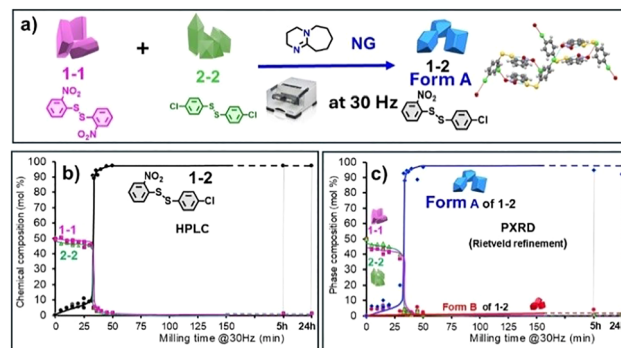 a)
1-1
+
2-2
NG
at 30 Hz
1-2
Form A
NO₂
S
S
O₂N
Cl
S
S
Cl
N
N
NO₂
S
S
Cl
b)
Chemical composition (mol %)
100
90
80
70
60
50
40
30
20
10
0
1-1
2-2
NO₂
S
S
Cl
1-2
HPLC
0 25 50 75 100 125 150 5h 24h
Milling time @30Hz (min)
c)
Phase composition (mol %)
100
90
80
70
60
50
40
30
20
10
0
1-1
2-2
Form A of 1-2
PXRD
(Rietveld refinement)
Form B of 1-2
0 25 50 75 100 125 150 5h 24h
Milling time @30Hz (min)